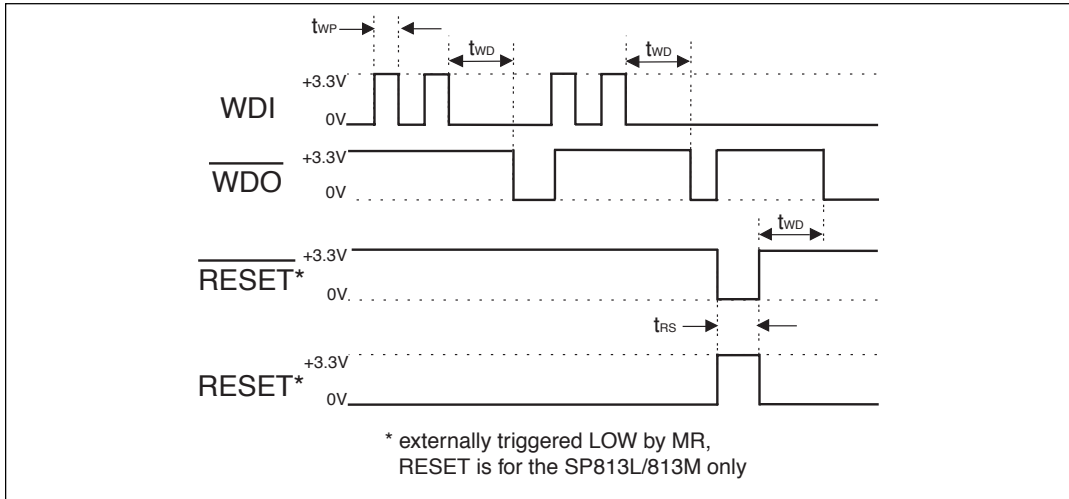 tWP
tWD
tWD
+3.3V
WDI
0V
+3.3V
WDO
0V
tWD
+3.3V
RESET*
0V
tRS
+3.3V
RESET*
0V
* externally triggered LOW by MR,
RESET is for the SP813L/813M only